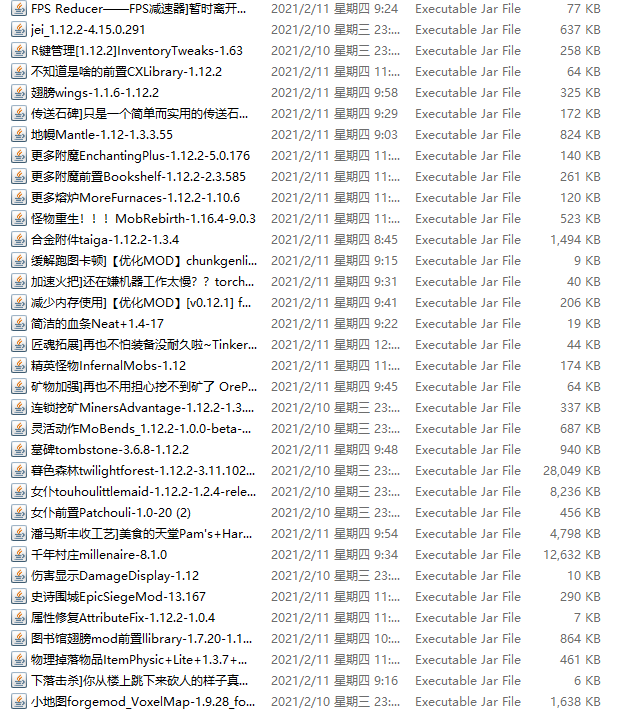 FPS Reducer——FPS减速器]暂时离开... 2021/2/11 星期四 9:24 Executable Jar File 77 KB
jei_1.12.2-4.15.0.291 2021/2/10 星期三 23:... Executable Jar File 637 KB
R键管理[1.12.2]InventoryTweaks-1.63 2021/2/10 星期三 23:... Executable Jar File 258 KB
不知道是啥的前置CXLibrary-1.12.2 2021/2/11 星期四 11:... Executable Jar File 64 KB
翅膀wings-1.1.6-1.12.2 2021/2/11 星期四 9:58 Executable Jar File 325 KB
传送石碑]只是一个简单而实用的传送石... 2021/2/11 星期四 9:29 Executable Jar File 172 KB
地幔Mantle-1.12-1.3.3.55 2021/2/11 星期四 9:03 Executable Jar File 824 KB
更多附魔EnchantingPlus-1.12.2-5.0.176 2021/2/11 星期四 11:... Executable Jar File 140 KB
更多附魔前置Bookshelf-1.12.2-2.3.585 2021/2/11 星期四 11:... Executable Jar File 261 KB
更多熔炉MoreFurnaces-1.12.2-1.10.6 2021/2/11 星期四 11:... Executable Jar File 120 KB
怪物重生！！！MobRebirth-1.16.4-9.0.3 2021/2/11 星期四 11:... Executable Jar File 523 KB
合金附件taiga-1.12.2-1.3.4 2021/2/11 星期四 8:45 Executable Jar File 1,494 KB
缓解跑图卡顿]【优化MOD】chunkgenli... 2021/2/11 星期四 9:15 Executable Jar File 9 KB
加速火把]还在嫌机器工作太慢？？torch... 2021/2/11 星期四 9:31 Executable Jar File 40 KB
减少内存使用]【优化MOD】[v0.12.1] f... 2021/2/11 星期四 9:41 Executable Jar File 206 KB
简洁的血条Neat+1.4-17 2021/2/11 星期四 9:22 Executable Jar File 19 KB
匠魂拓展]再也不怕装备没耐久啦~Tinker... 2021/2/11 星期四 12:... Executable Jar File 44 KB
精英怪物InfernalMobs-1.12 2021/2/11 星期四 11:... Executable Jar File 174 KB
矿物加强]再也不用担心挖不到矿了 OreP... 2021/2/11 星期四 9:45 Executable Jar File 64 KB
连锁挖矿MinersAdvantage-1.12.2-1.3.... 2021/2/10 星期三 23:... Executable Jar File 337 KB
灵活动作MoBends_1.12.2-1.0.0-beta-... 2021/2/10 星期三 23:... Executable Jar File 687 KB
墓碑tombstone-3.6.8-1.12.2 2021/2/11 星期四 9:48 Executable Jar File 940 KB
暮色森林twilightforest-1.12.2-3.11.102... 2021/2/10 星期三 23:... Executable Jar File 28,049 KB
女仆touhoulittlemaid-1.12.2-1.2.4-rele... 2021/2/10 星期三 23:... Executable Jar File 8,236 KB
女仆前置Patchouli-1.0-20 (2) 2021/2/10 星期三 23:... Executable Jar File 456 KB
潘马斯丰收工艺]美食的天堂Pam's+Har... 2021/2/11 星期四 9:54 Executable Jar File 4,798 KB
千年村庄millenaire-8.1.0 2021/2/11 星期四 9:34 Executable Jar File 12,632 KB
伤害显示DamageDisplay-1.12 2021/2/10 星期三 23:... Executable Jar File 10 KB
史诗围城EpicSiegeMod-13.167 2021/2/11 星期四 11:... Executable Jar File 290 KB
属性修复AttributeFix-1.12.2-1.0.4 2021/2/11 星期四 11:... Executable Jar File 7 KB
图书馆翅膀mod前置llibrary-1.7.20-1.1... 2021/2/11 星期四 10:... Executable Jar File 864 KB
物理掉落物品ItemPhysic+Lite+1.3.7+... 2021/2/11 星期四 11:... Executable Jar File 461 KB
下落击杀]你从楼上跳下来砍人的样子真... 2021/2/11 星期四 9:16 Executable Jar File 6 KB
小地图forgemod_VoxelMap-1.9.28_fo... 2021/2/10 星期三 23:... Executable Jar File 1,638 KB